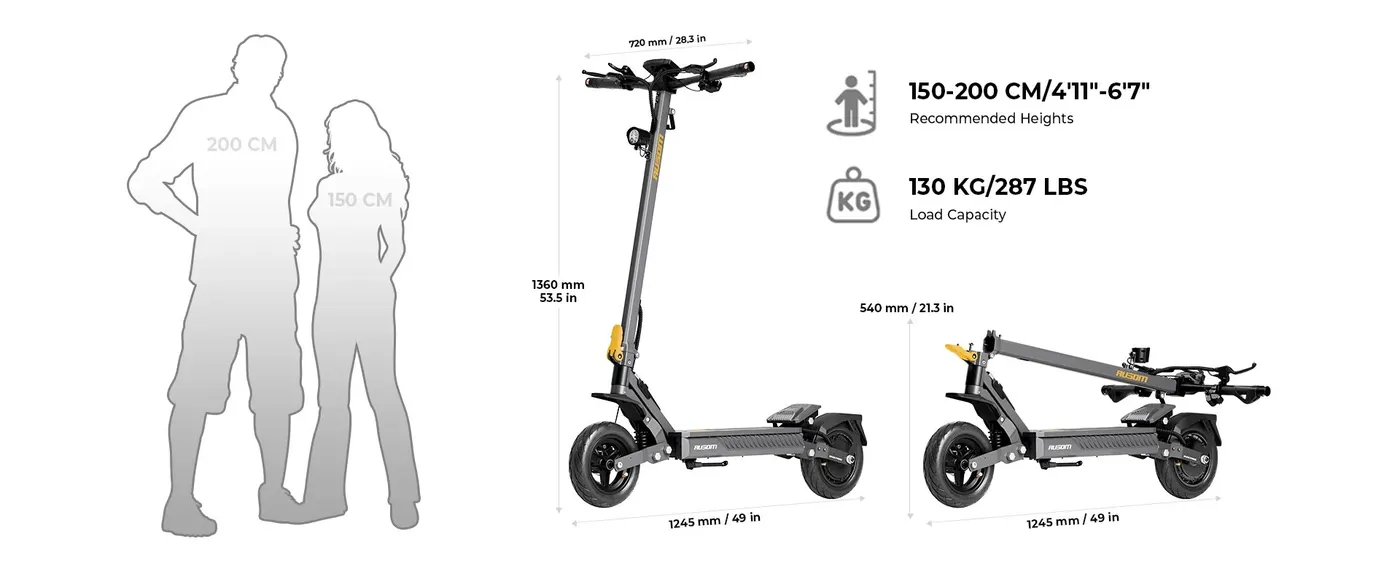 200 CM
150 CM
720 mm / 28.3 in
1360 mm
53.5 in
AUSOM
AUSOM
1245 mm / 49 in
150-200 CM/4'11"-6'7"
Recommended Heights
KG
130 KG/287 LBS
Load Capacity
540 mm / 21.3 in
AUSOM
AUSOM
1245 mm / 49 in